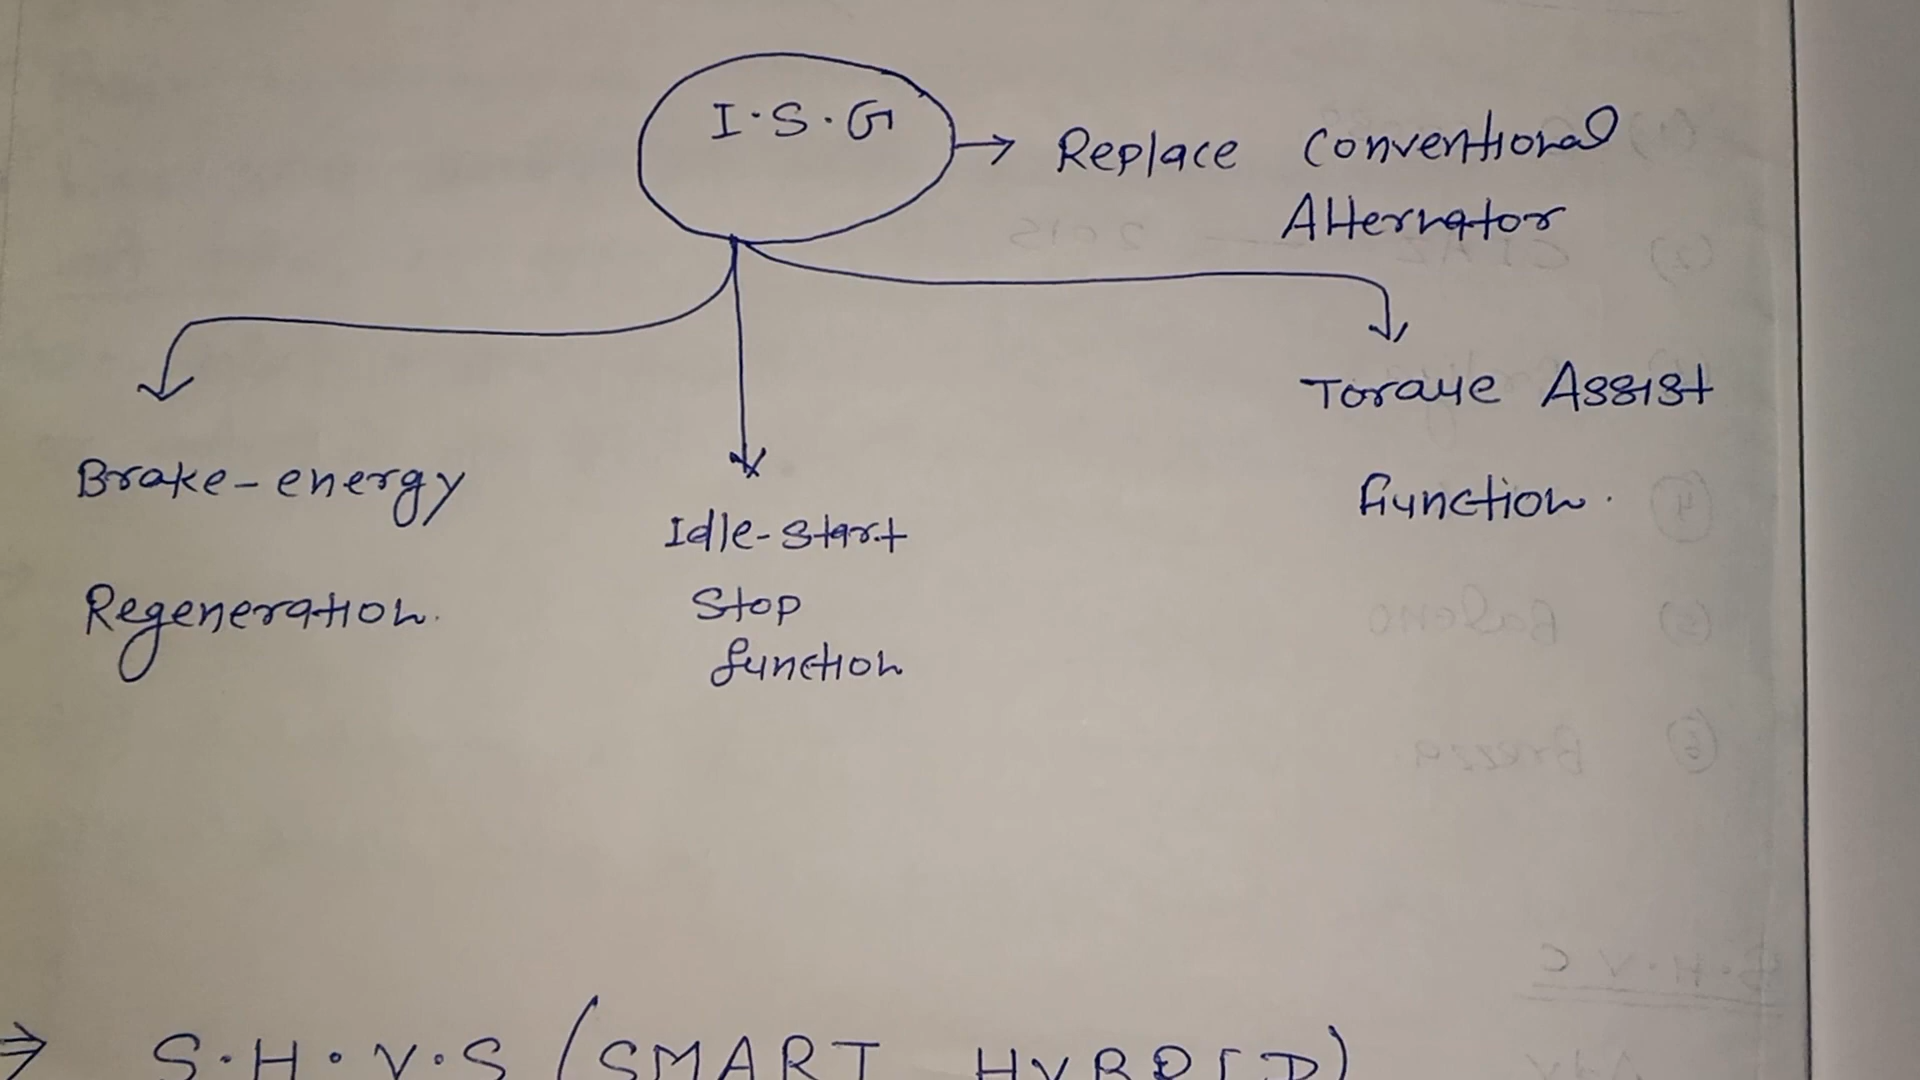 I.S.G → Replace Conventional
Alternator
Brake-energy
Regeneration.
Idle-Start
Stop
function
Torque Assist
function.
⇒ S.H.V.S (SMART HYBRID)